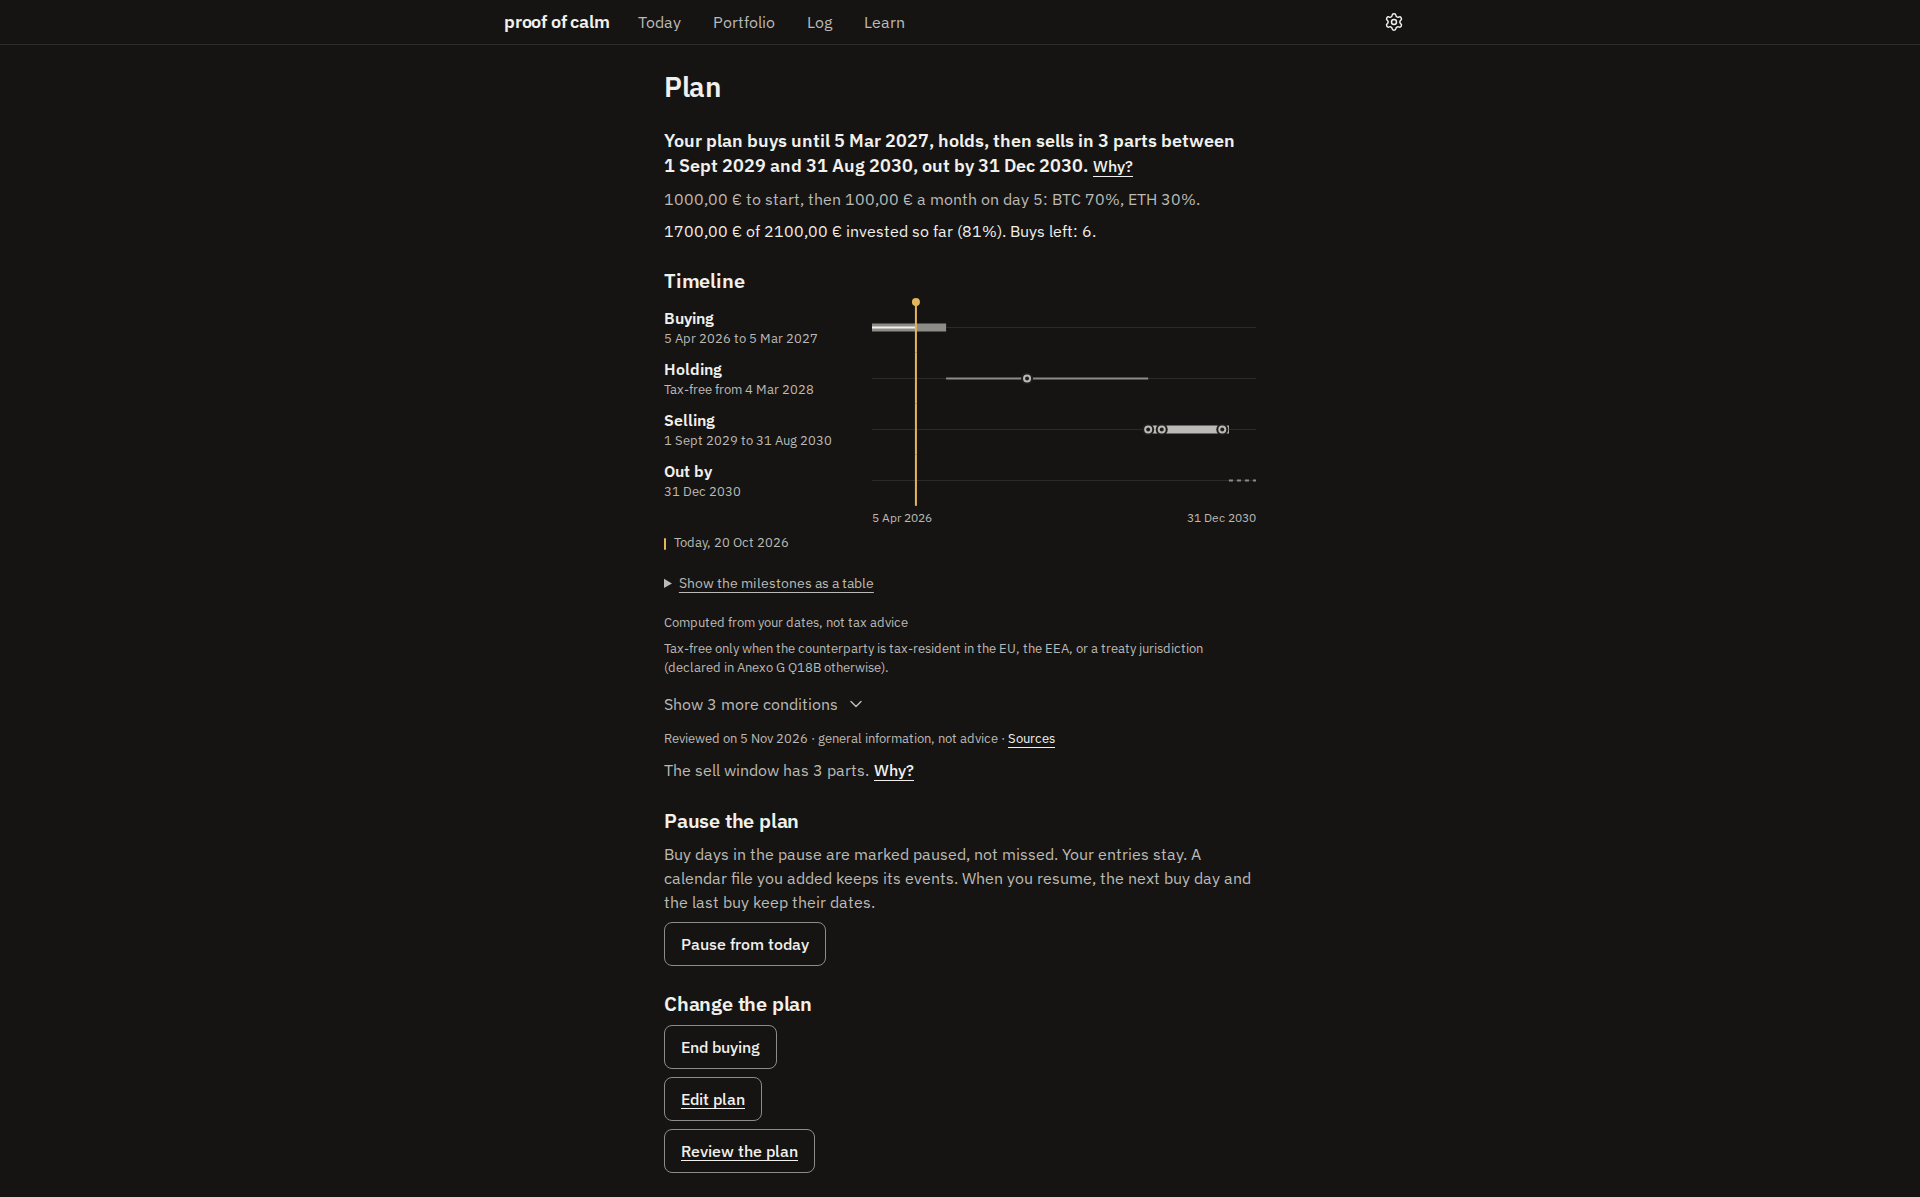 proof of calm Today Portfolio Log Learn
Plan
Your plan buys until 5 Mar 2027, holds, then sells in 3 parts between
1 Sept 2029 and 31 Aug 2030, out by 31 Dec 2030. Why?
1000,00 € to start, then 100,00 € a month on day 5: BTC 70%, ETH 30%.
1700,00 € of 2100,00 € invested so far (81%). Buys left: 6.
Timeline
Buying
5 Apr 2026 to 5 Mar 2027
Holding
Tax-free from 4 Mar 2028
Selling
1 Sept 2029 to 31 Aug 2030
Out by
31 Dec 2030
5 Apr 2026 31 Dec 2030
Today, 20 Oct 2026
Show the milestones as a table
Computed from your dates, not tax advice
Tax-free only when the counterparty is tax-resident in the EU, the EEA, or a treaty jurisdiction
(declared in Anexo G Q18B otherwise).
Show 3 more conditions
Reviewed on 5 Nov 2026 · general information, not advice · Sources
The sell window has 3 parts. Why?
Pause the plan
Buy days in the pause are marked paused, not missed. Your entries stay. A
calendar file you added keeps its events. When you resume, the next buy day and
the last buy keep their dates.
Pause from today
Change the plan
End buying
Edit plan
Review the plan